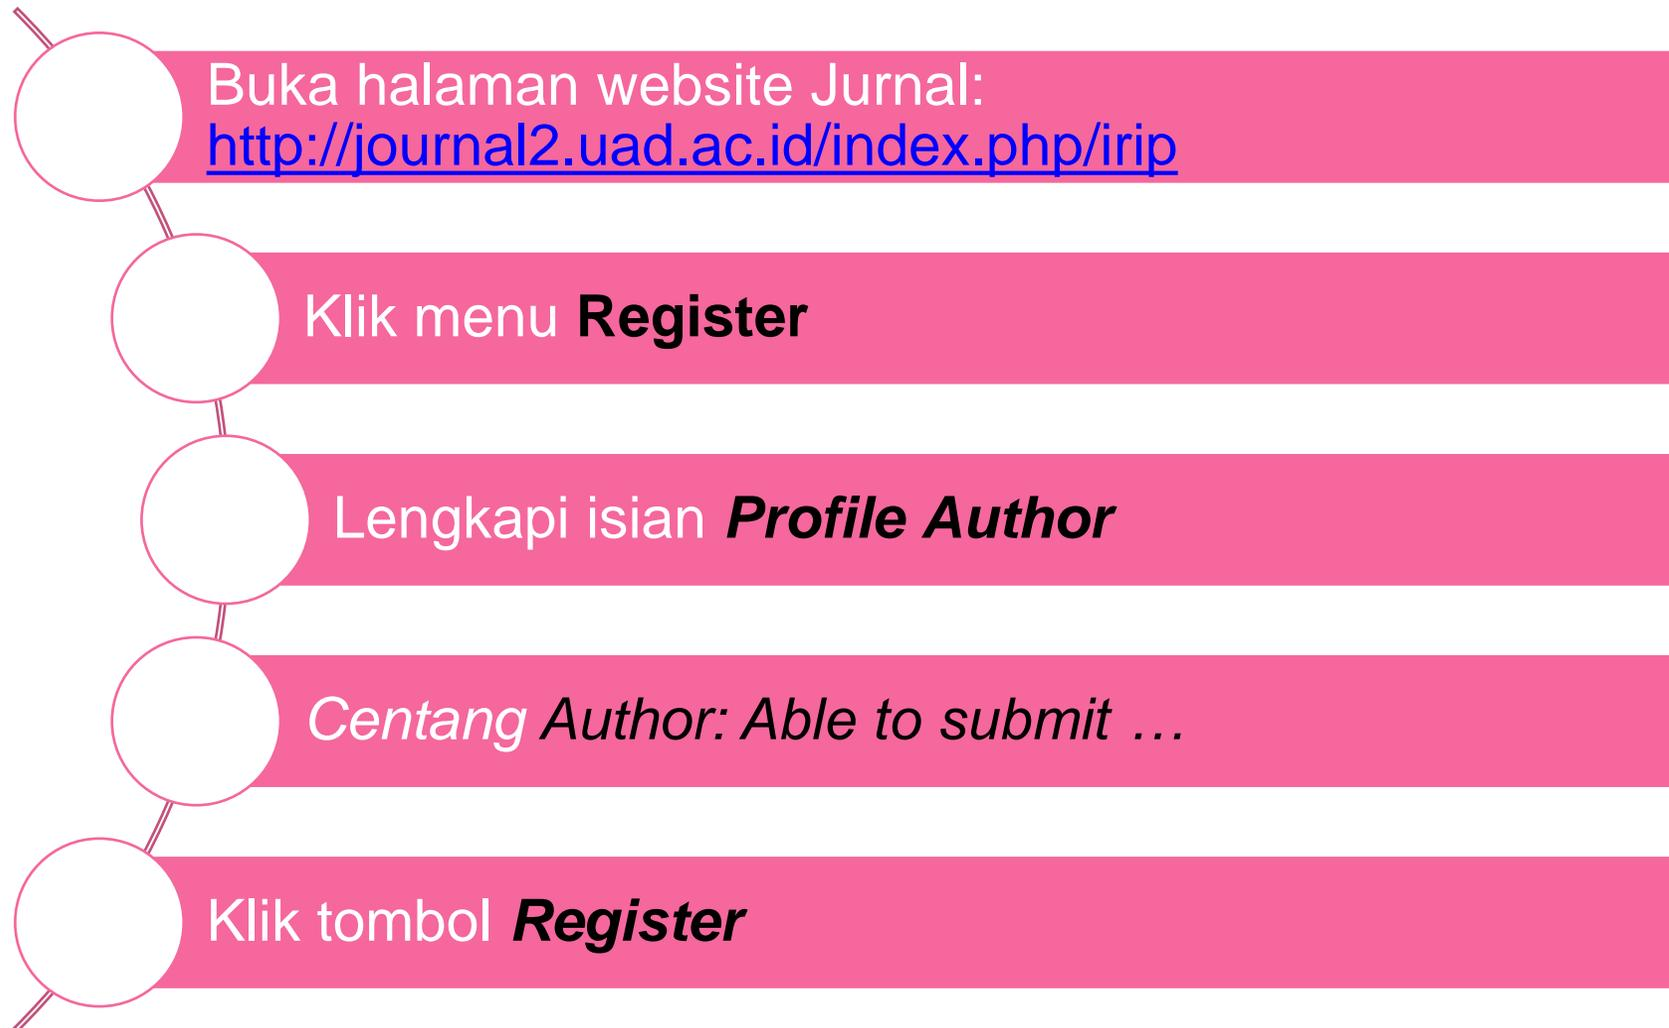 Buka halaman website Jurnal:
http://journal2.uad.ac.id/index.php/irip
Klik menu Register
Lengkapi isian Profile Author
Centang Author: Able to submit …
Klik tombol Register